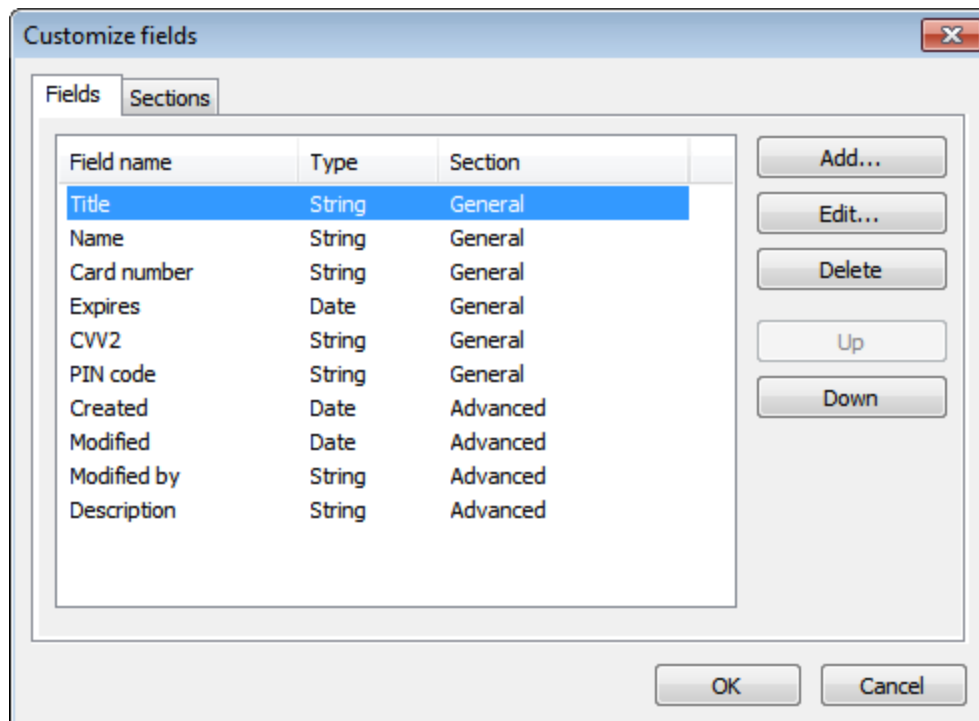 Customize fields
Fields Sections
Field name Type Section
Title String General
Name String General
Card number String General
Expires Date General
CVV2 String General
PIN code String General
Created Date Advanced
Modified Date Advanced
Modified by String Advanced
Description String Advanced
Add...
Edit...
Delete
Up
Down
OK Cancel